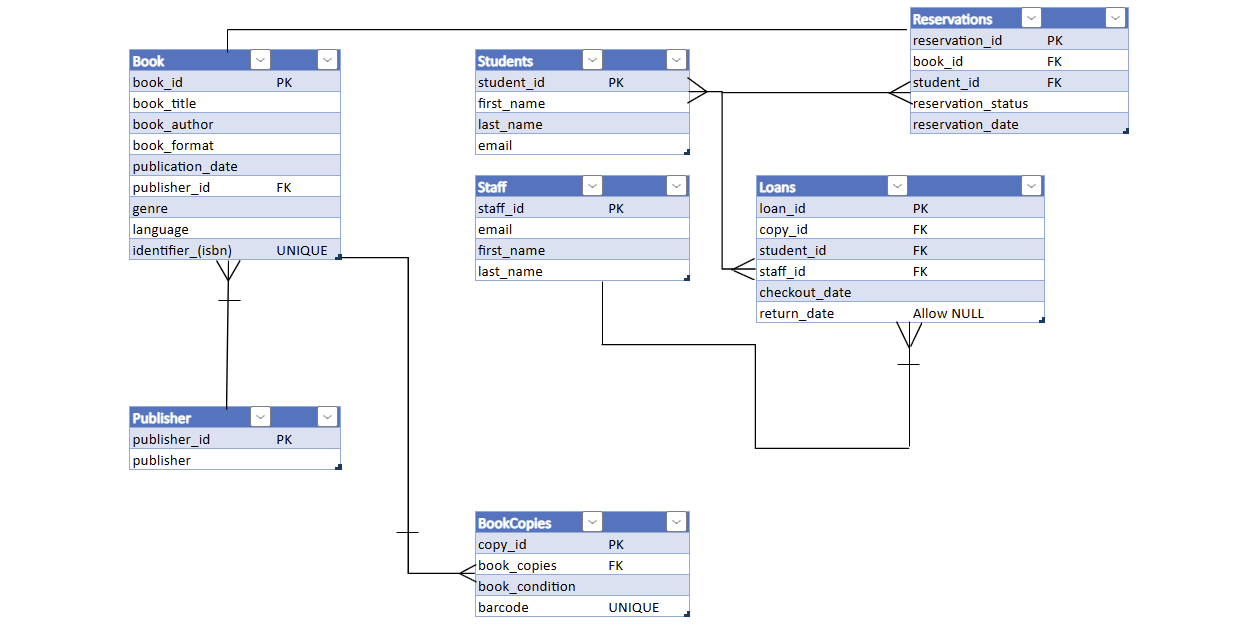 Reservations
reservation_id PK
book_id FK
student_id FK
reservation_status
reservation_date
Book
book_id PK
book_title
book_author
book_format
publication_date
publisher_id FK
genre
language
identifier_(isbn) UNIQUE
Students
student_id PK
first_name
last_name
email
Staff
staff_id PK
email
first_name
last_name
Loans
loan_id PK
copy_id FK
student_id FK
staff_id FK
checkout_date
return_date Allow NULL
Publisher
publisher_id PK
publisher
BookCopies
copy_id PK
book_copies FK
book_condition
barcode UNIQUE